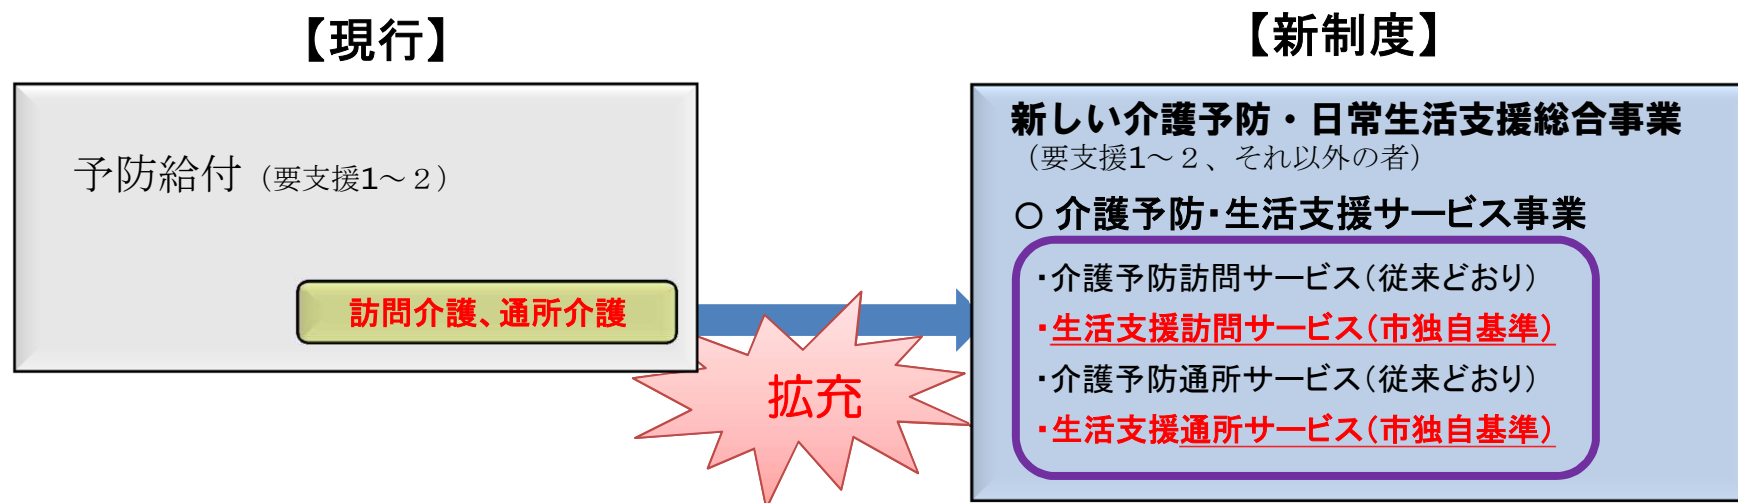 【現行】
予防給付（要支援1～２）
訪問介護、通所介護
拡充
【新制度】
新しい介護予防・日常生活支援総合事業
（要支援1～２、それ以外の者）
○ 介護予防・生活支援サービス事業
・介護予防訪問サービス（従来どおり）
・生活支援訪問サービス（市独自基準）
・介護予防通所サービス（従来どおり）
・生活支援通所サービス（市独自基準）